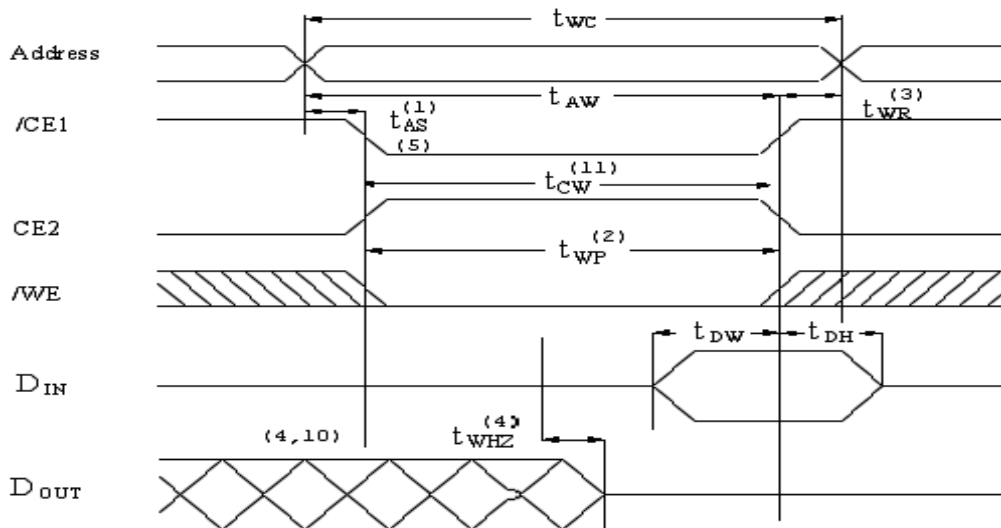 tWC
Address
tAW
tAS(1)
tWR(3)
/CE1
(5)
tCW(11)
CE2
tWP(2)
/WE
tDW
tDH
DIN
(4,10)
tWHZ(4)
DOUT